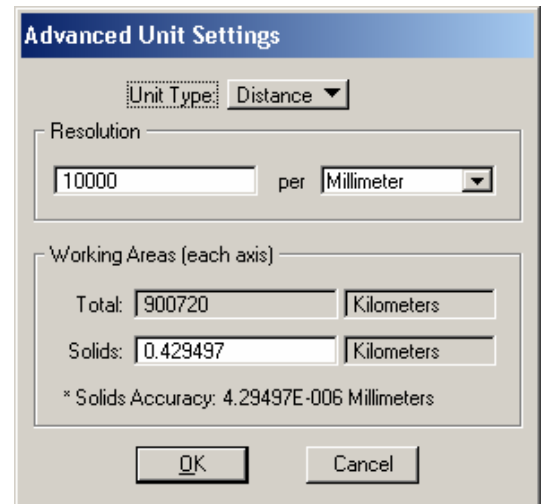 Advanced Unit Settings
Unit Type: Distance
Resolution
10000 per Millimeter
Working Areas (each axis)
Total: 900720 Kilometers
Solids: 0.429497 Kilometers
* Solids Accuracy: 4.29497E-006 Millimeters
OK Cancel